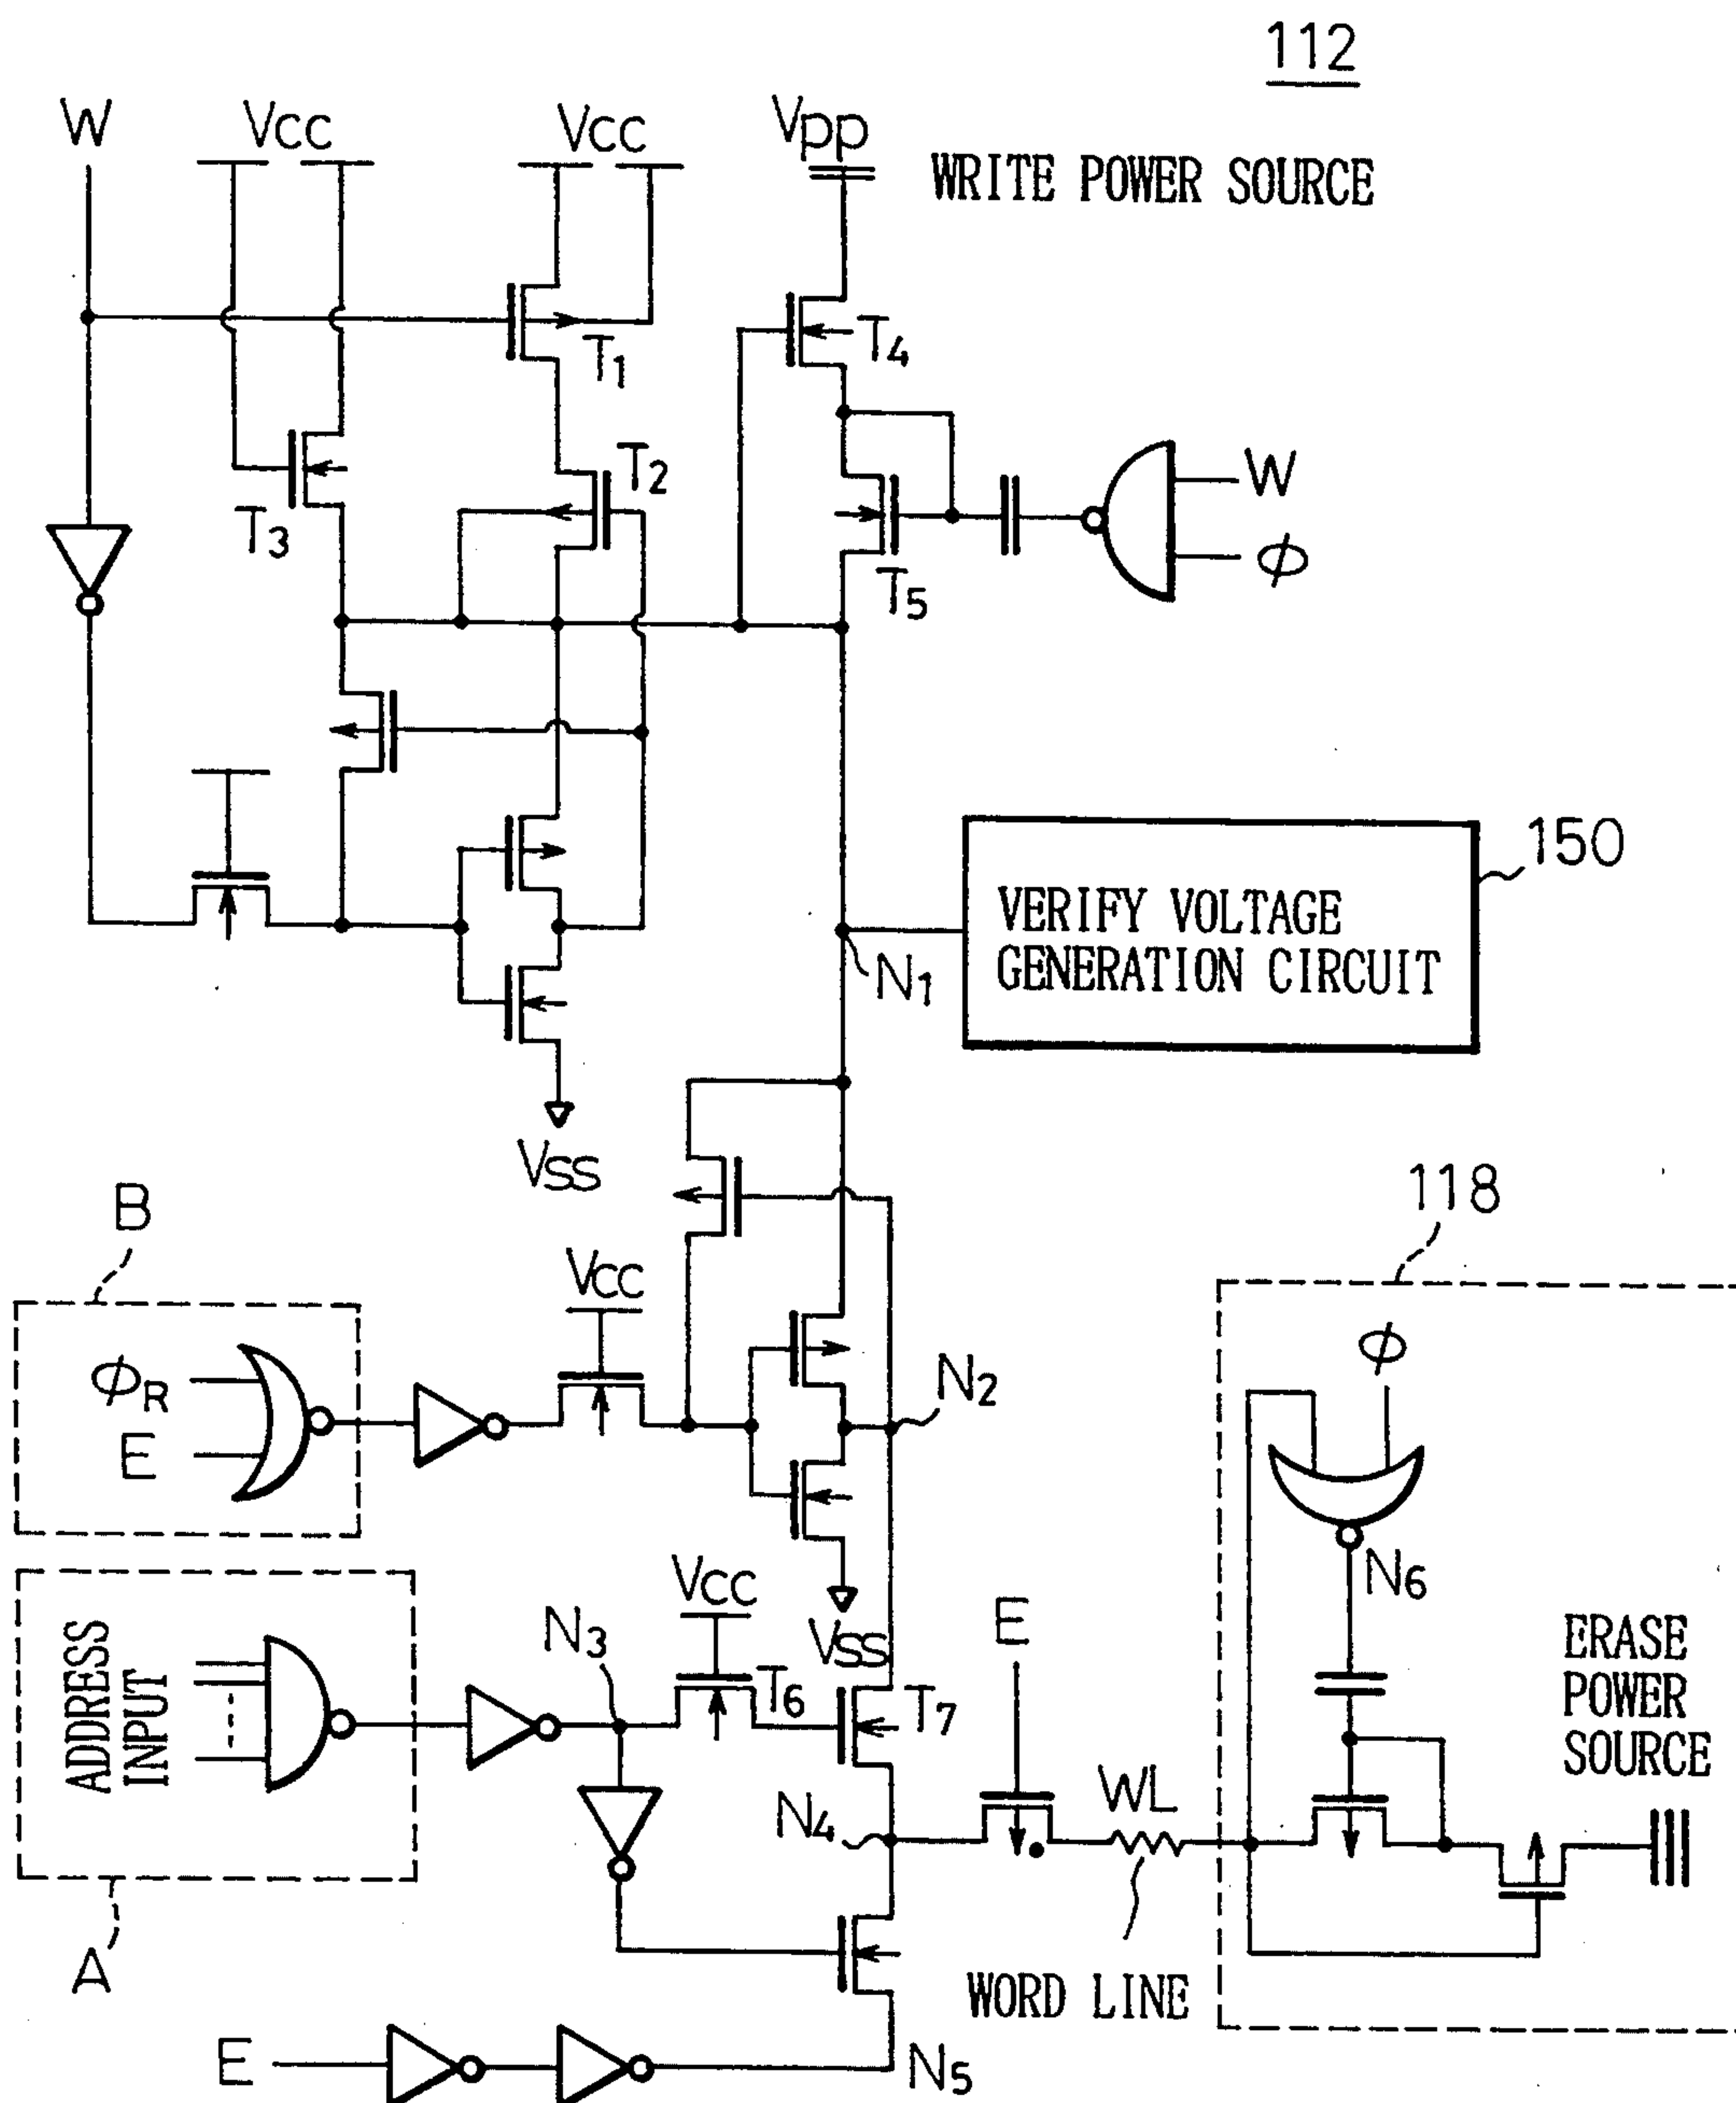 112
W
Vcc
Vcc
Vpp
WRITE POWER SOURCE
T1
T4
T2
T3
W
φ
T5
150
VERIFY VOLTAGE
GENERATION CIRCUIT
N1
VSS
B
118
VCC
φ
φR
E
N2
N6
VCC
VSS
ADDRESS
INPUT
N3
T6
T7
E
ERASE
POWER
SOURCE
WL
N4
A
WORD LINE
E
N5